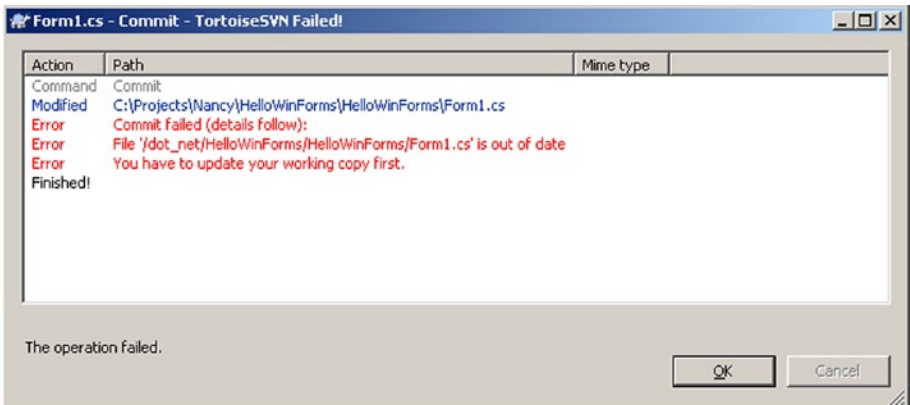 Form1.cs - Commit - TortoiseSVN Failed!
Action Path Mime type
Command Commit
Modified C:\Projects\Nancy\HelloWinForms\HelloWinForms\Form1.cs
Error Commit failed (details follow):
Error File '/dot_net/HelloWinForms/HelloWinForms/Form1.cs' is out of date
Error You have to update your working copy first.
Finished!
The operation failed.
OK Cancel